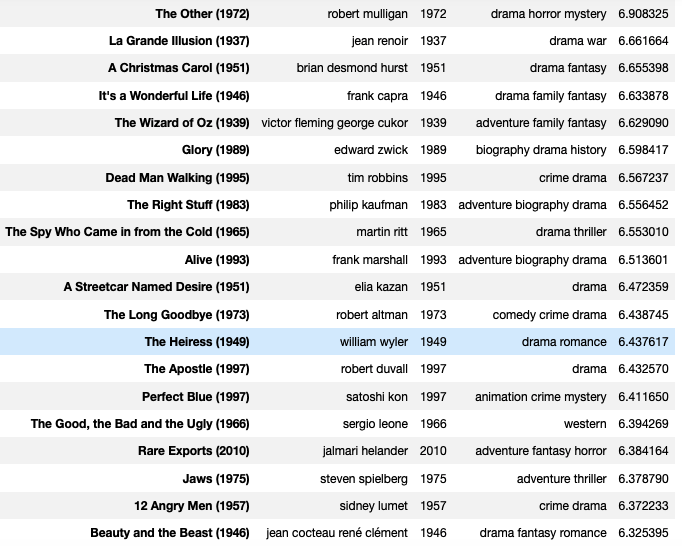 The Other (1972) robert mulligan 1972 drama horror mystery 6.908325
La Grande Illusion (1937) jean renoir 1937 drama war 6.661664
A Christmas Carol (1951) brian desmond hurst 1951 drama fantasy 6.655398
It's a Wonderful Life (1946) frank capra 1946 drama family fantasy 6.633878
The Wizard of Oz (1939) victor fleming george cukor 1939 adventure family fantasy 6.629090
Glory (1989) edward zwick 1989 biography drama history 6.598417
Dead Man Walking (1995) tim robbins 1995 crime drama 6.567237
The Right Stuff (1983) philip kaufman 1983 adventure biography drama 6.556452
The Spy Who Came in from the Cold (1965) martin ritt 1965 drama thriller 6.553010
Alive (1993) frank marshall 1993 adventure biography drama 6.513601
A Streetcar Named Desire (1951) elia kazan 1951 drama 6.472359
The Long Goodbye (1973) robert altman 1973 comedy crime drama 6.438745
The Heiress (1949) william wyler 1949 drama romance 6.437617
The Apostle (1997) robert duvall 1997 drama 6.432570
Perfect Blue (1997) satoshi kon 1997 animation crime mystery 6.411650
The Good, the Bad and the Ugly (1966) sergio leone 1966 western 6.394269
Rare Exports (2010) jalmari helander 2010 adventure fantasy horror 6.384164
Jaws (1975) steven spielberg 1975 adventure thriller 6.378790
12 Angry Men (1957) sidney lumet 1957 crime drama 6.372233
Beauty and the Beast (1946) jean cocteau rené clément 1946 drama fantasy romance 6.325395